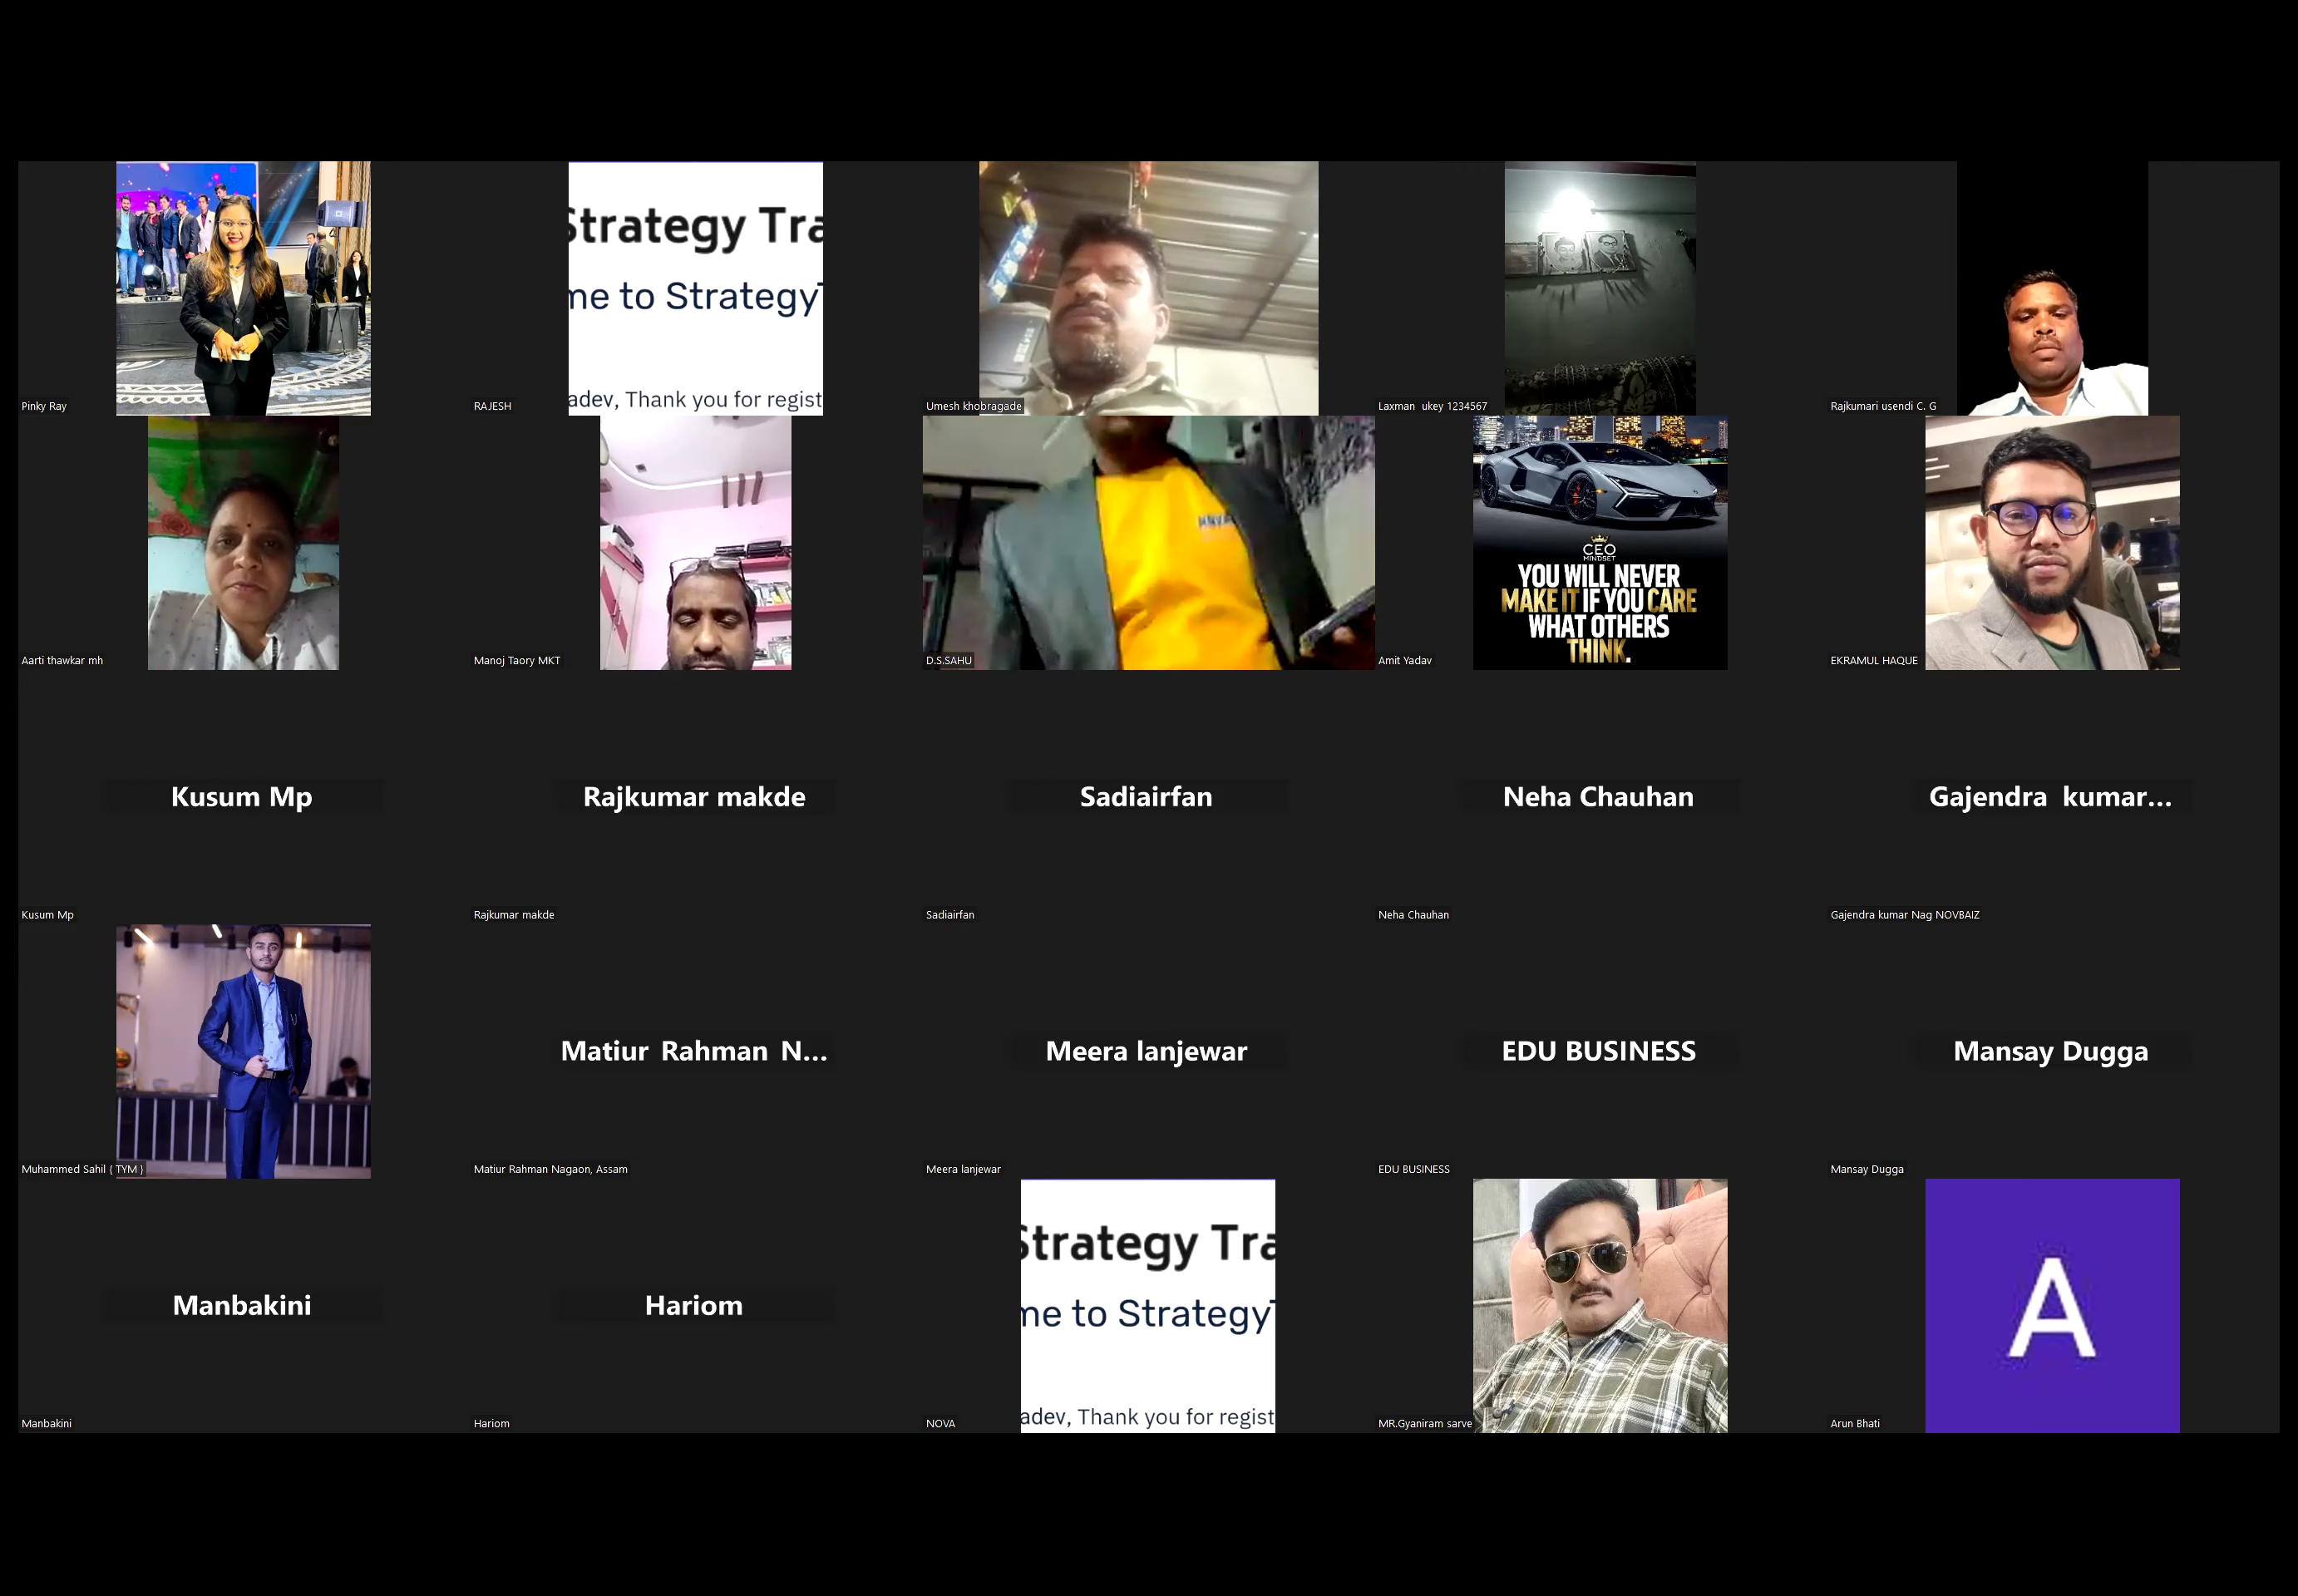 Strategy Tra
me to Strategy
adev, Thank you for regist
Pinky Ray
RAJESH
Umesh khobragade
Laxman ukey 1234567
Rajkumari usendi C. G
CEO
MINDSET
YOU WILL NEVER
MAKE IT IF YOU CARE
WHAT OTHERS
THINK.
Aarti thawkar mh
Manoj Taory MKT
D.S.SAHU
Amit Yadav
EKRAMUL HAQUE
Kusum Mp
Rajkumar makde
Sadiairfan
Neha Chauhan
Gajendra kumar...
Kusum Mp
Rajkumar makde
Sadiairfan
Neha Chauhan
Gajendra kumar Nag NOVBAIZ
Matiur Rahman N...
Meera lanjewar
EDU BUSINESS
Mansay Dugga
Muhammed Sahil { TYM }
Matiur Rahman Nagaon, Assam
Meera lanjewar
EDU BUSINESS
Mansay Dugga
Manbakini
Hariom
Strategy Tra
me to Strategy
adev, Thank you for regist
A
Manbakini
Hariom
NOVA
MR.Gyaniram sarve
Arun Bhati